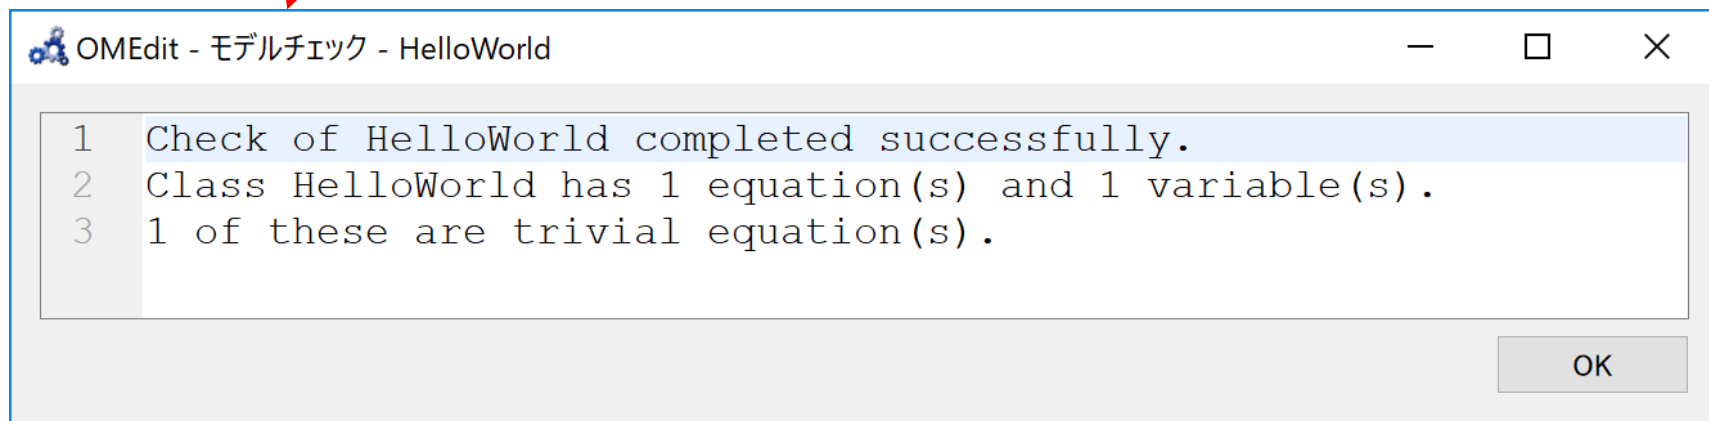 OMEdit - モデルチェック - HelloWorld
1 Check of HelloWorld completed successfully.
2 Class HelloWorld has 1 equation(s) and 1 variable(s).
3 1 of these are trivial equation(s).
OK